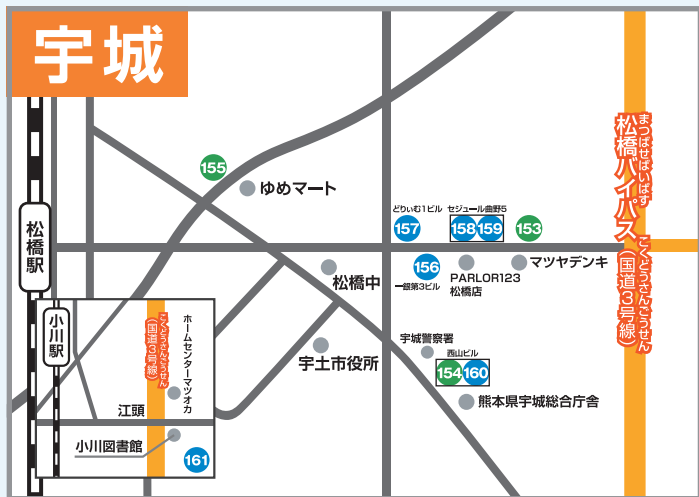 宇城
155
ゆめマート
どりぃむ1ビル
セジュール曲野5
157
158
159
153
156
一銀第3ビル
PARLOR123
松橋店
マツヤデンキ
まつばせばいぱす
松橋バイパス
こくどうさんごうせん
(国道3号線)
松橋駅
松橋中
宇土市役所
宇城警察署
西山ビル
154
160
熊本県宇城総合庁舎
小川駅
こくどうさんごうせん
(国道3号線)
ホームセンターマツオカ
江頭
小川図書館
161